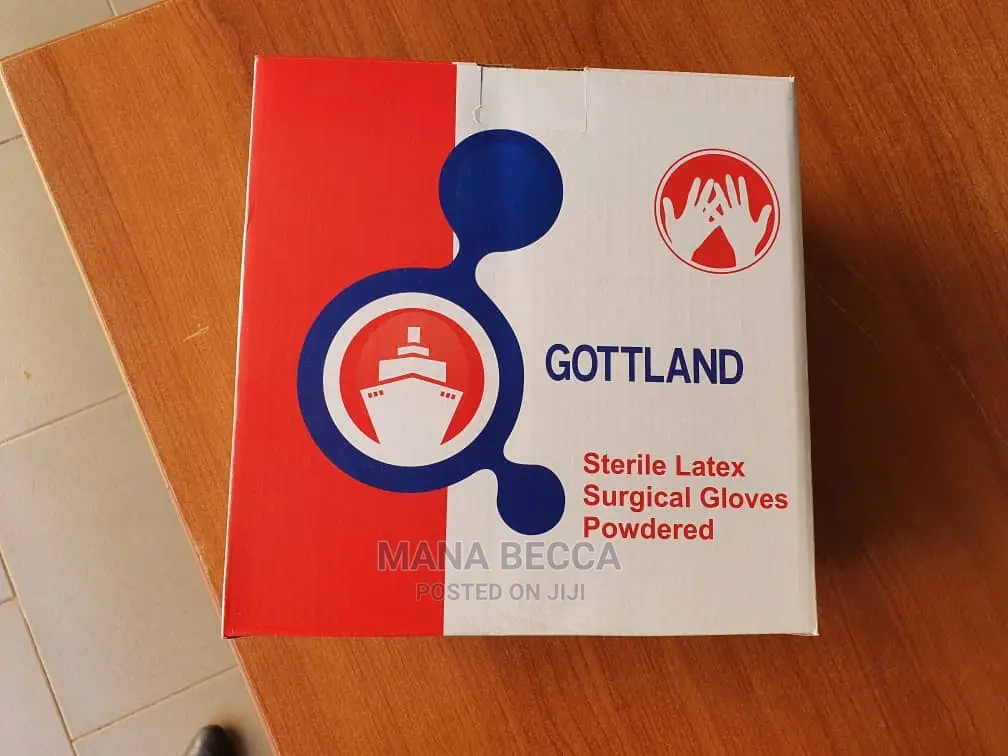 GOTTLAND
Sterile Latex
Surgical Gloves
Powdered
MANA BECCA
POSTED ON JIJI